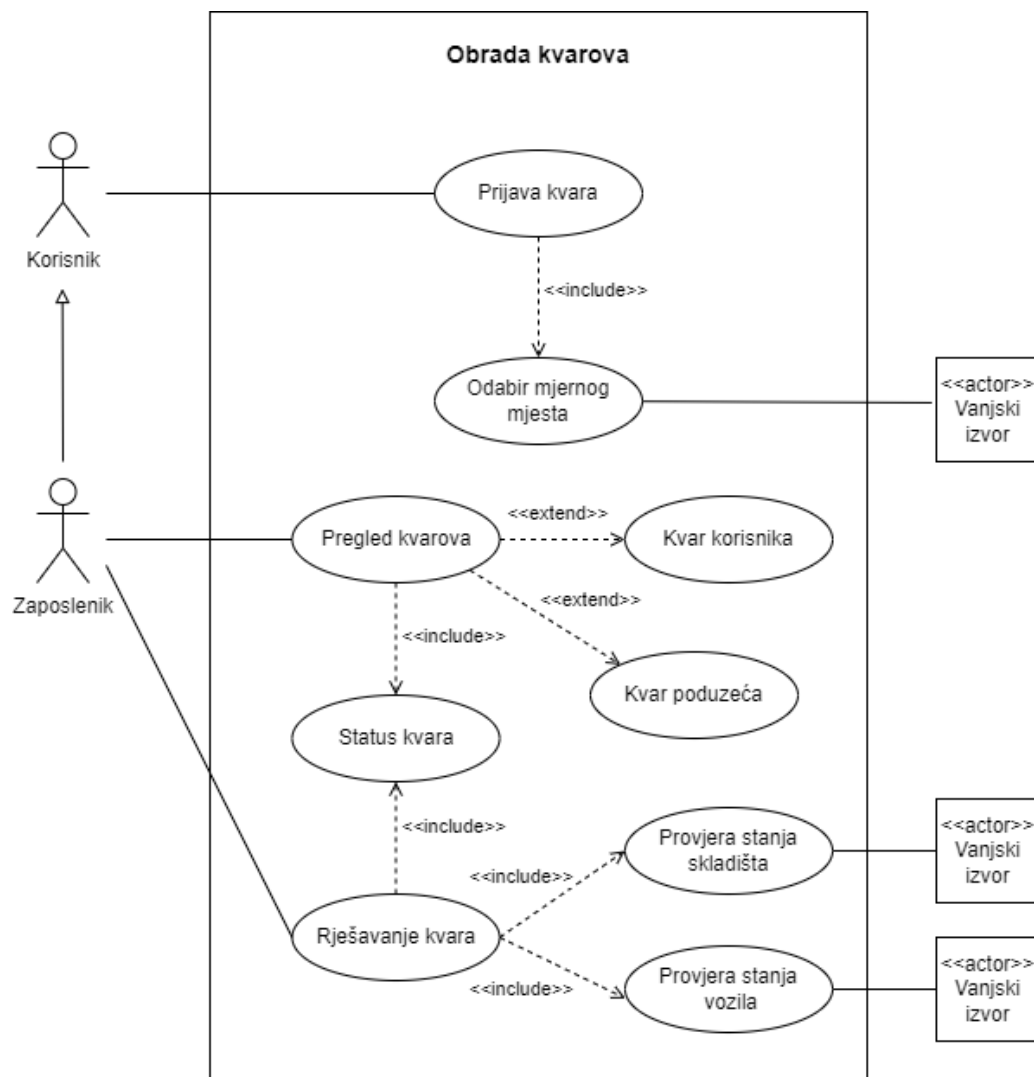 Obrada kvarova
Korisnik
Prijava kvara
<<include>>
Odabir mjernog
mjesta
<<actor>>
Vanjski
izvor
Zaposlenik
Pregled kvarova
<<extend>>
Kvar korisnika
<<extend>>
<<include>>
Kvar poduzeća
Status kvara
<<include>>
Provjera stanja
skladišta
<<actor>>
Vanjski
izvor
<<include>>
Rješavanje kvara
<<include>>
Provjera stanja
vozila
<<actor>>
Vanjski
izvor